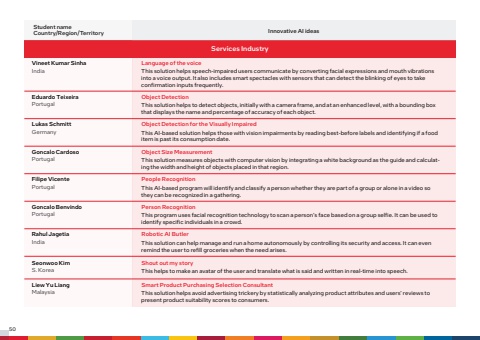 Student name
Country/Region/Territory
Innovative AI ideas
Services Industry
Vineet Kumar Sinha
India
Language of the voice
This solution helps speech-impaired users communicate by converting facial expressions and mouth vibrations
into a voice output. It also includes smart spectacles with sensors that can detect the blinking of eyes to take
confirmation inputs frequently.
Eduardo Teixeira
Portugal
Object Detection
This solution helps to detect objects, initially with a camera frame, and at an enhanced level, with a bounding box
that displays the name and percentage of accuracy of each object.
Lukas Schmitt
Germany
Object Detection for the Visually Impaired
This AI-based solution helps those with vision impairments by reading best-before labels and identifying if a food
item is past its consumption date.
Goncalo Cardoso
Portugal
Object Size Measurement
This solution measures objects with computer vision by integrating a white background as the guide and calculat-
ing the width and height of objects placed in that region.
Filipe Vicente
Portugal
People Recognition
This AI-based program will identify and classify a person whether they are part of a group or alone in a video so
they can be recognized in a gathering.
Goncalo Benvindo
Portugal
Person Recognition
This program uses facial recognition technology to scan a person's face based on a group selfie. It can be used to
identify specific individuals in a crowd.
Rahul Jagetia
India
Robotic AI Butler
This solution can help manage and run a home autonomously by controlling its security and access. It can even
remind the user to refill groceries when the need arises.
Seonwoo Kim
S. Korea
Shout out my story
This helps to make an avatar of the user and translate what is said and written in real-time into speech.
Liew Yu Liang
Malaysia
Smart Product Purchasing Selection Consultant
This solution helps avoid advertising trickery by statistically analyzing product attributes and users' reviews to
present product suitability scores to consumers.
50